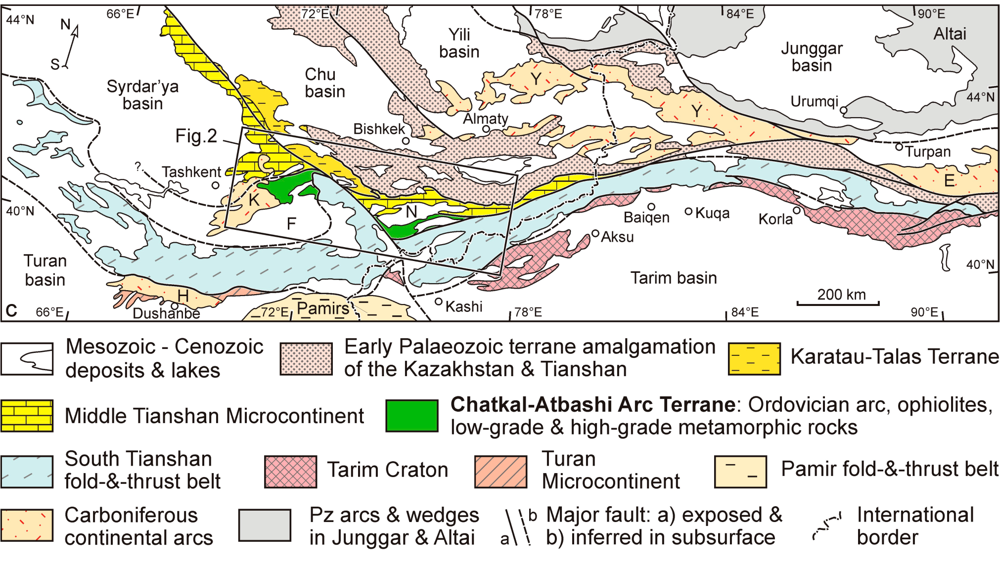 66°E
72°E
78°E
84°E
90°E
44°N
N
S
Altai
Yili
basin
Junggar
basin
Chu
basin
Y
Syrdar'ya
basin
44°N
Urumqi
Y
Almaty
Bishkek
Fig.2
Turpan
?
Tashkent
E
K
N
40°N
F
Baiqen
Kuqa
Korla
Aksu
Turan
basin
40°N
Tarim basin
H
200 km
Pamirs
Kashi
C
66°E
Dushanbe
72°E
78°E
84°E
90°E
Mesozoic - Cenozoic
deposits & lakes
Early Palaeozoic terrane amalgamation
of the Kazakhstan & Tianshan
Karatau-Talas Terrane
Middle Tianshan Microcontinent
Chatkal-Atbashi Arc Terrane: Ordovician arc, ophiolites,
low-grade & high-grade metamorphic rocks
South Tianshan
fold-&-thrust belt
Tarim Craton
Turan
Microcontinent
Pamir fold-&-thrust belt
Carboniferous
continental arcs
Pz arcs & wedges
in Junggar & Altai
a
b
Major fault: a) exposed &
b) inferred in subsurface
International
border